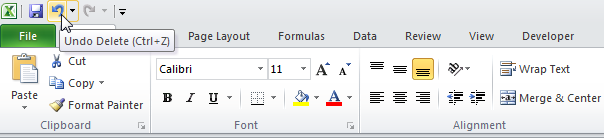 File
Undo Delete (Ctrl+Z)
Page Layout
Formulas
Data
Review
View
Developer
Paste
Cut
Copy
Format Painter
Clipboard
Calibri
11
A A
B I U
A
Font
Wrap Text
Merge & Center
Alignment